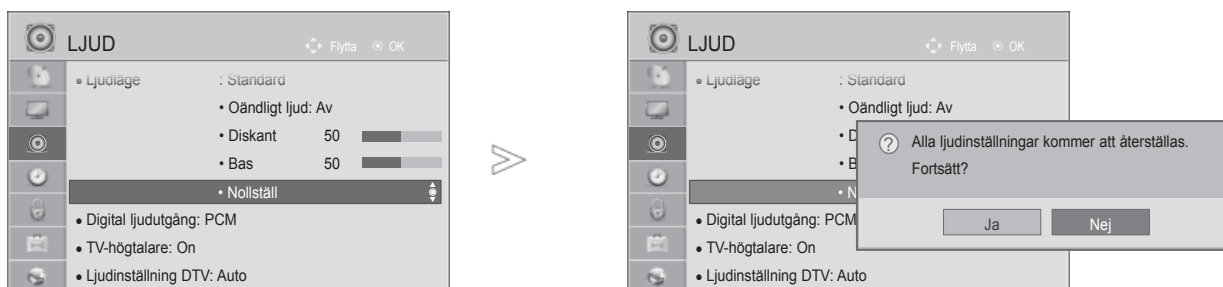 LJUD Flytta OK
• Ljudläge : Standard
• Oändligt ljud: Av
• Diskant 50
• Bas 50
• Nollställ
• Digital ljudutgång: PCM
• TV-högtalare: On
• Ljudinställning DTV: Auto
LJUD Flytta OK
• Ljudläge : Standard
• Oändligt ljud: Av
• D
• B
• N
• Digital ljudutgång: PCM
• TV-högtalare: On
• Ljudinställning DTV: Auto
? Alla ljudinställningar kommer att återställas.
Fortsätt?
Ja Nej